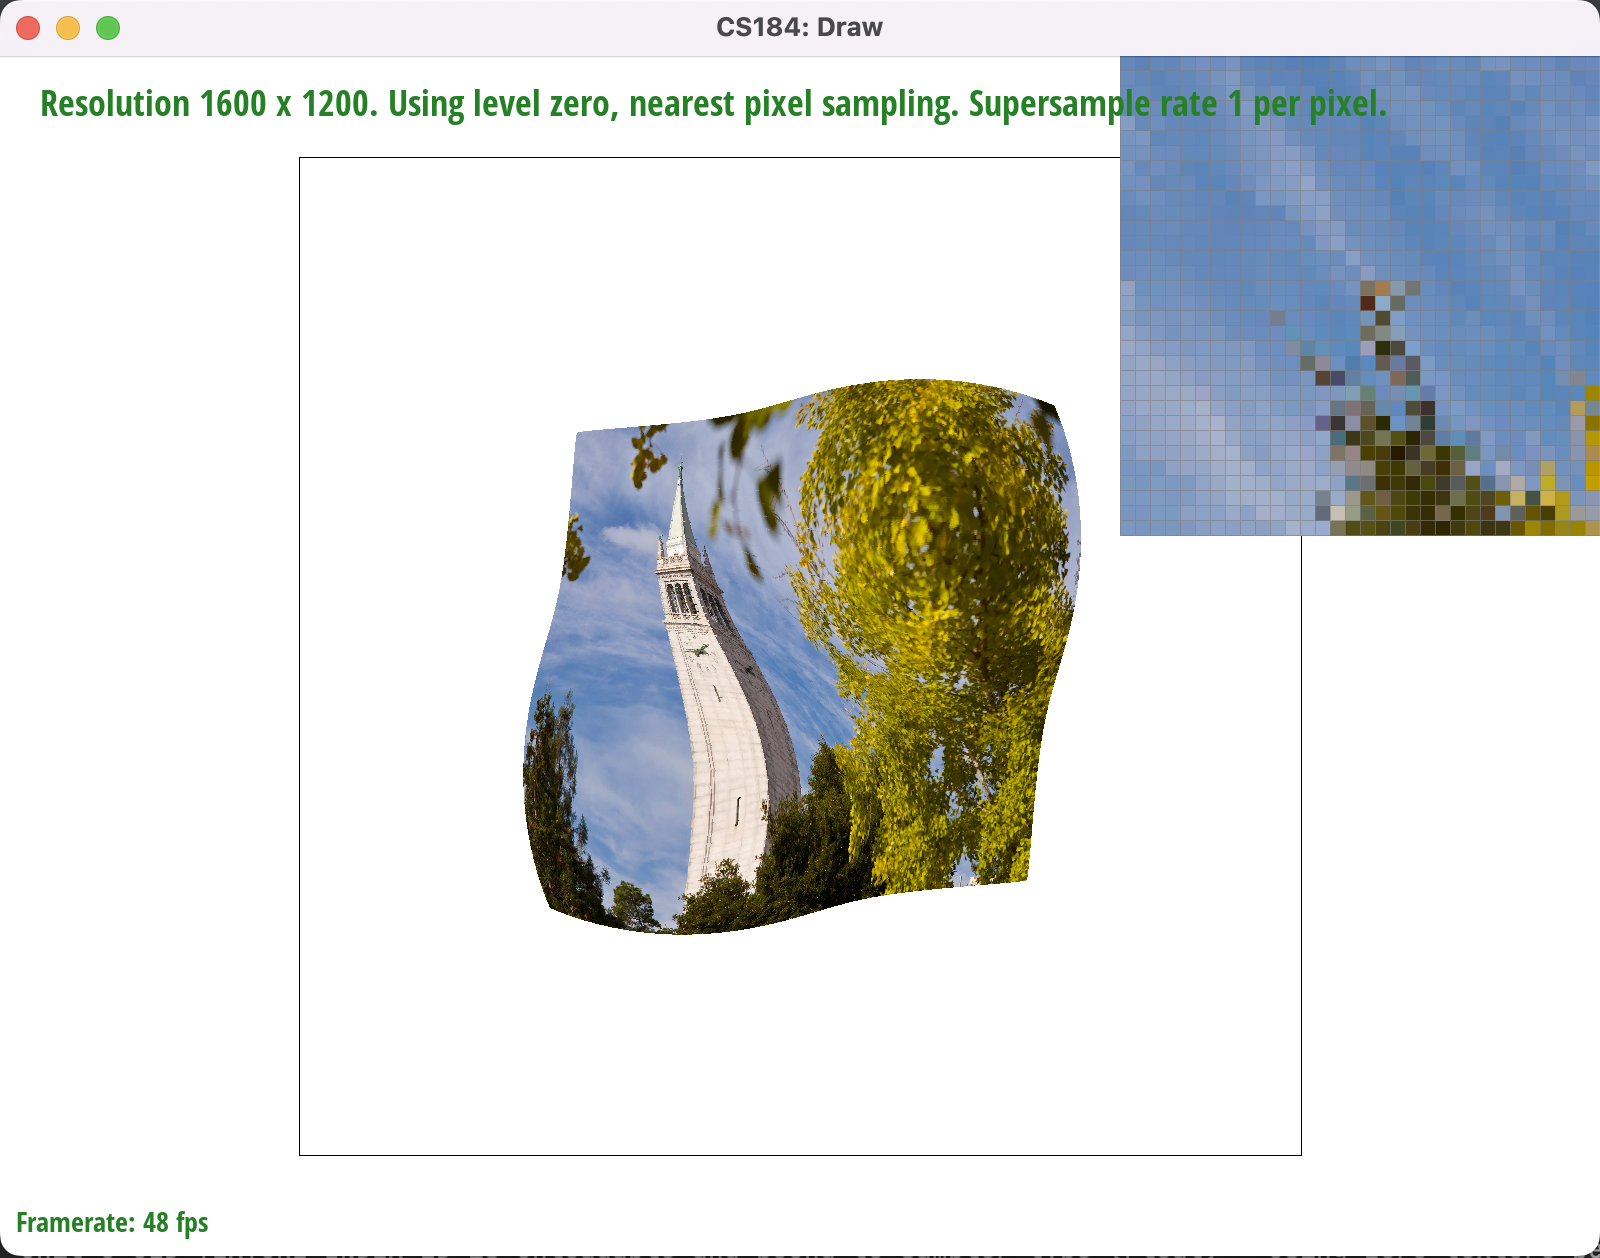 CS184: Draw
Resolution 1600 x 1200. Using level zero, nearest pixel sampling. Supersample rate 1 per pixel.
Framerate: 48 fps